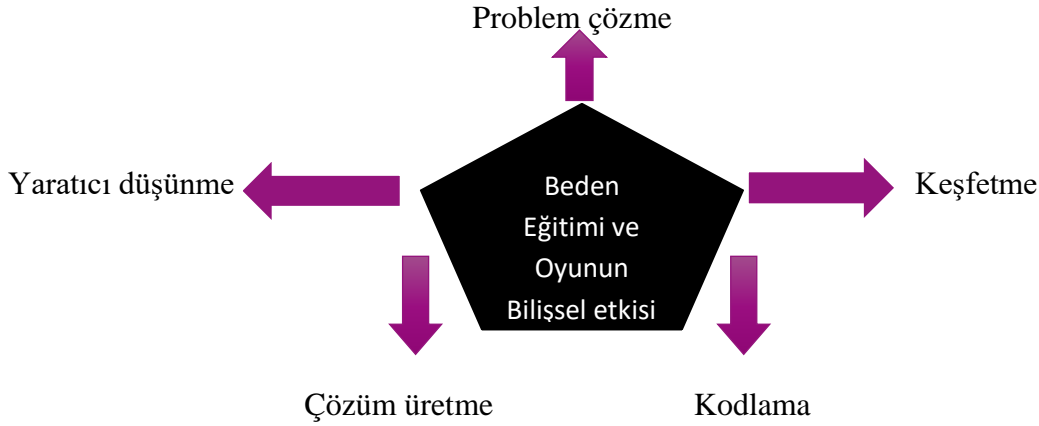 Problem çözme
Yaratıcı düşünme
Beden
Eğitimi ve
Oyunun
Bilişsel etkisi
Keşfetme
Çözüm üretme
Kodlama